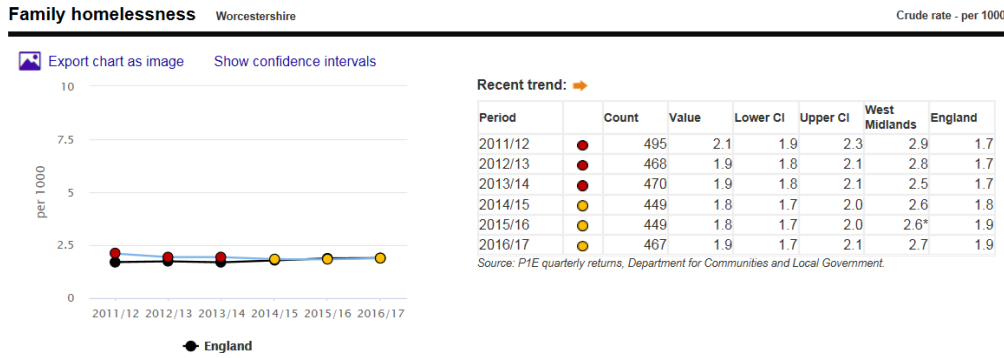 Family homelessness Worcestershire Crude rate - per 1000
Export chart as image Show confidence intervals
10
7.5
5
2.5
0
per 1000
2011/12 2012/13 2013/14 2014/15 2015/16 2016/17
England
Recent trend:
Period Count Value Lower CI Upper CI West Midlands England
2011/12 495 2.1 1.9 2.3 2.9 1.7
2012/13 468 1.9 1.8 2.1 2.8 1.7
2013/14 470 1.9 1.8 2.1 2.5 1.7
2014/15 449 1.8 1.7 2.0 2.6 1.8
2015/16 449 1.8 1.7 2.0 2.6* 1.9
2016/17 467 1.9 1.7 2.1 2.7 1.9
Source: P1E quarterly returns, Department for Communities and Local Government.